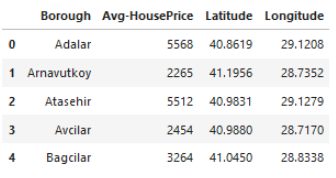 Borough Avg-HousePrice Latitude Longitude
0 Adalar 5568 40.8619 29.1208
1 Arnavutkoy 2265 41.1956 28.7352
2 Atasehir 5512 40.9831 29.1279
3 Avcilar 2454 40.9880 28.7170
4 Bagcilar 3264 41.0450 28.8338